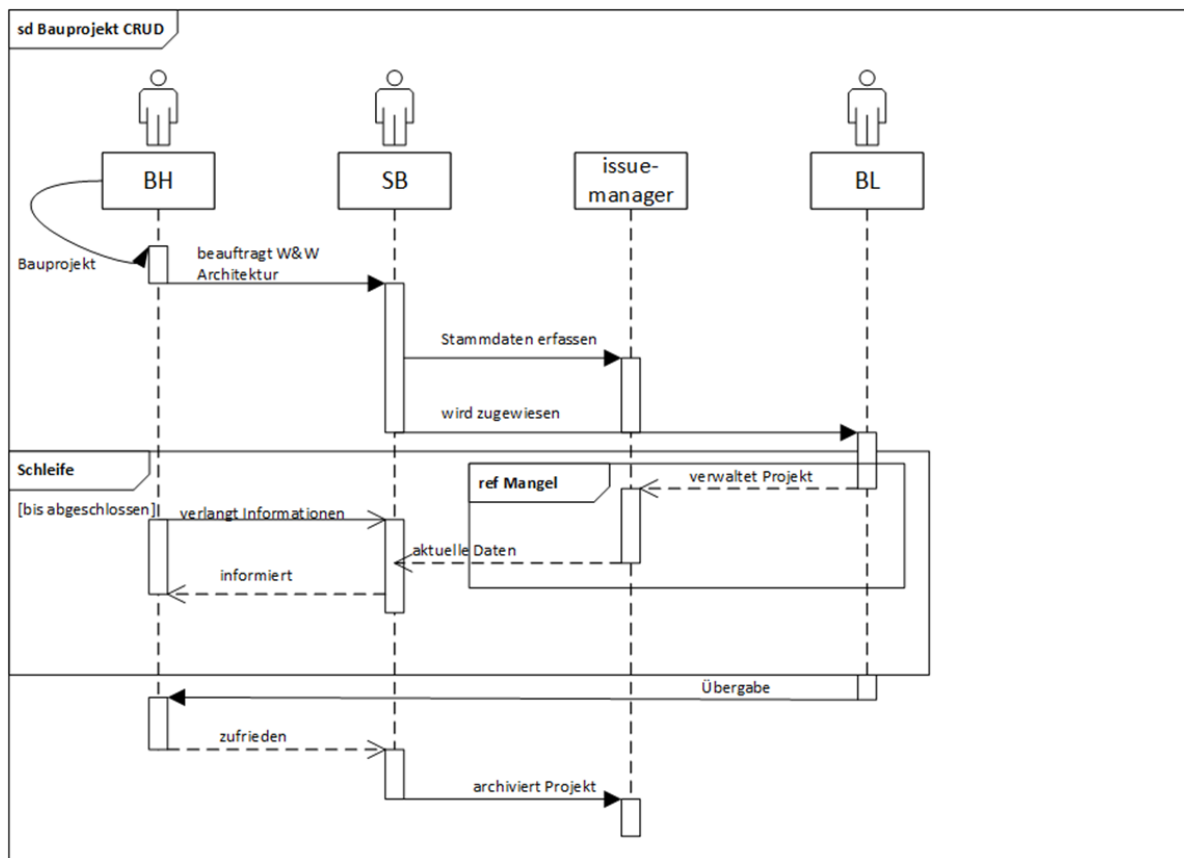 sd Bauprojekt CRUD
BH
SB
issue-
manager
BL
Bauprojekt
beauftragt W&W
Architektur
Stammdaten erfassen
wird zugewiesen
Schleife
[bis abgeschlossen]
ref Mangel
verwaltet Projekt
verlangt Informationen
aktuelle Daten
informiert
Übergabe
zufrieden
archiviert Projekt